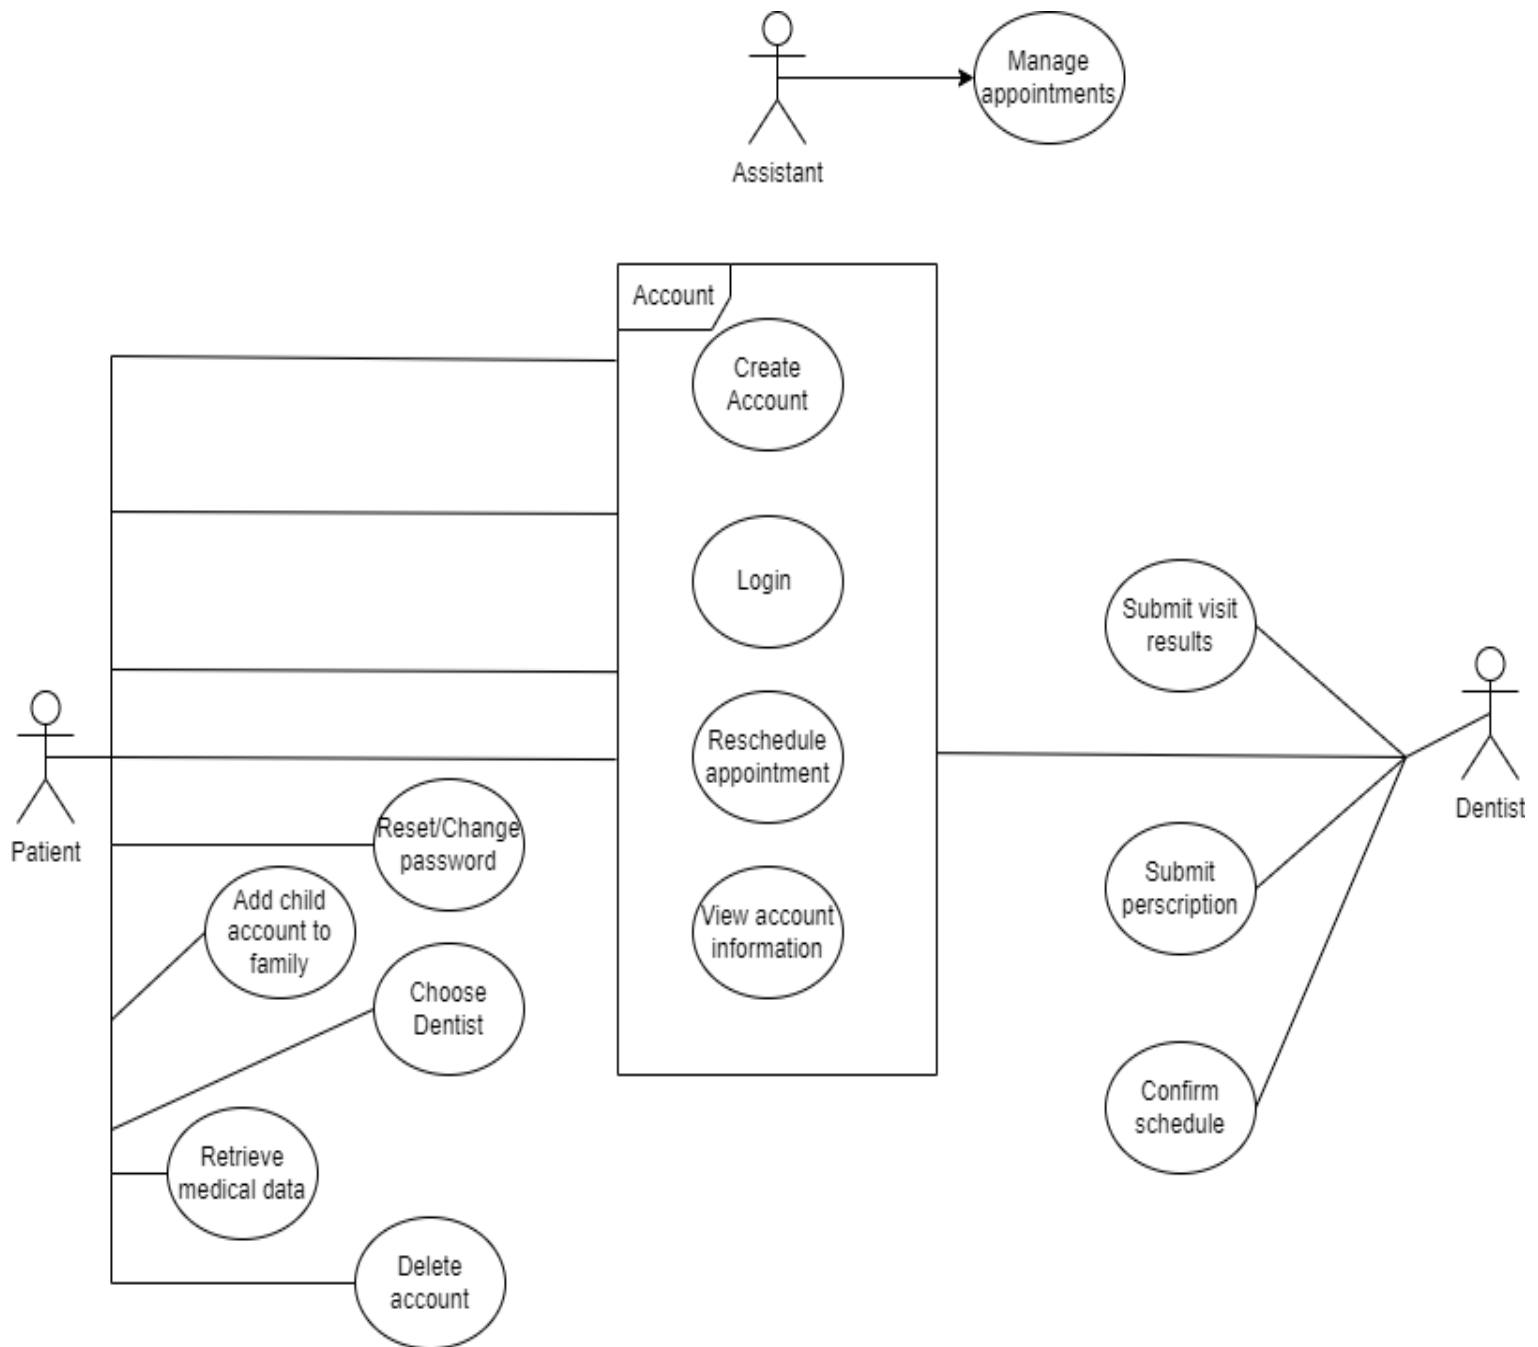 Manage
appointments
Assistant
Account
Create
Account
Login
Submit visit
results
Reschedule
appointment
Dentist
Patient
Reset/Change
password
Submit
perscription
Add child
account to
family
View account
information
Choose
Dentist
Confirm
schedule
Retrieve
medical data
Delete
account